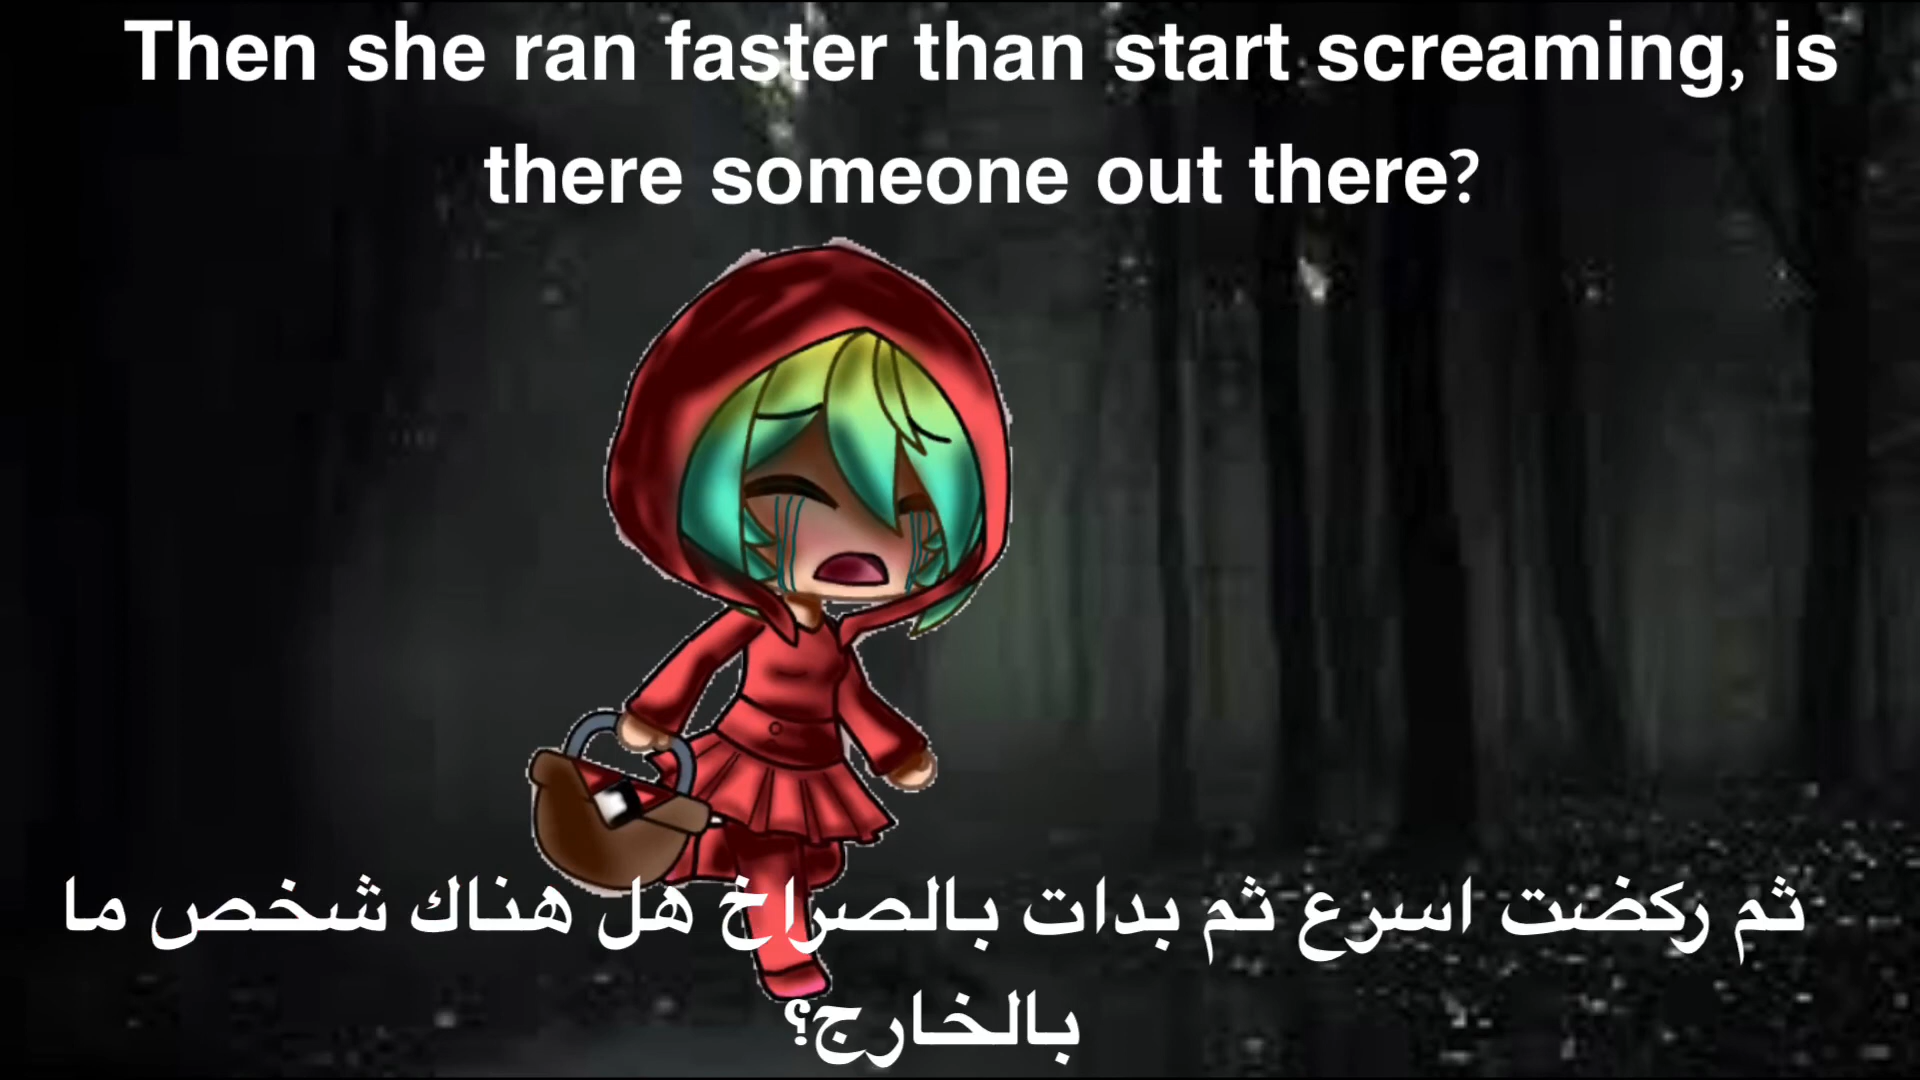 Then she ran faster than start screaming, is
there someone out there?
ثم ركضت اسرع ثم بدات بالصراخ هل هناك شخص ما
بالخارج؟